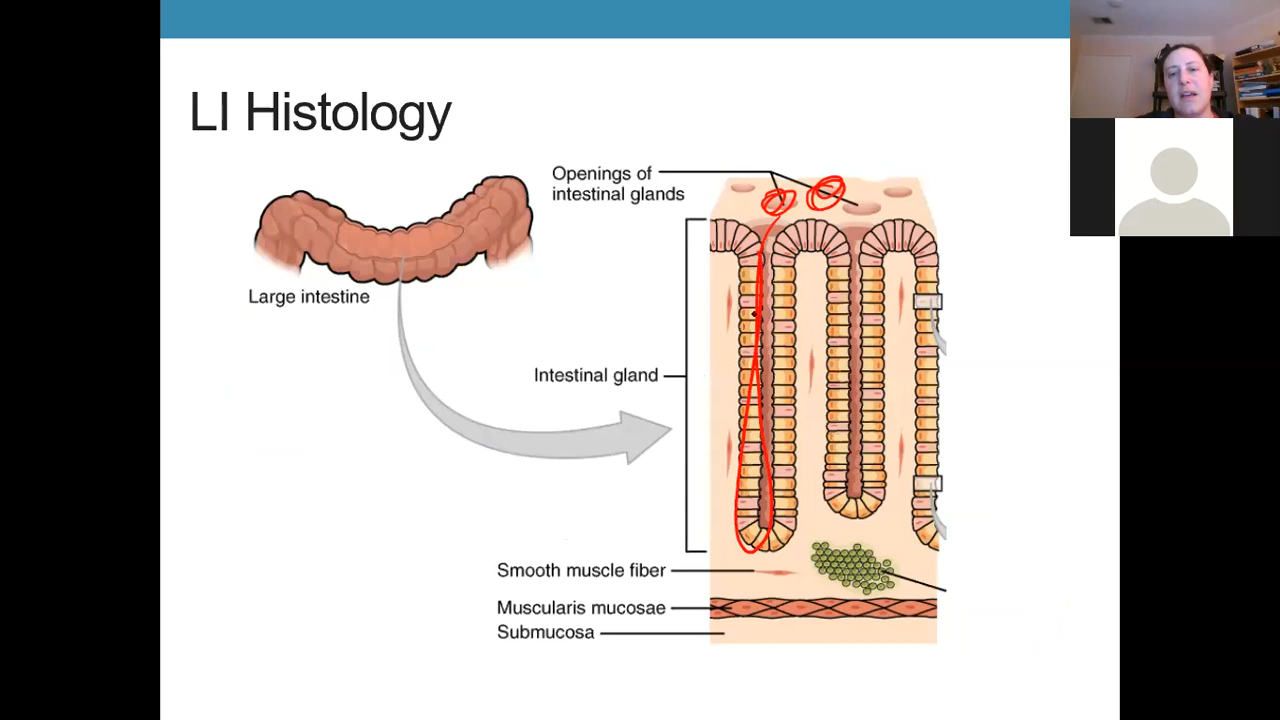 LI Histology
Openings of
intestinal glands
Large intestine
Intestinal gland
Smooth muscle fiber
Muscularis mucosae
Submucosa